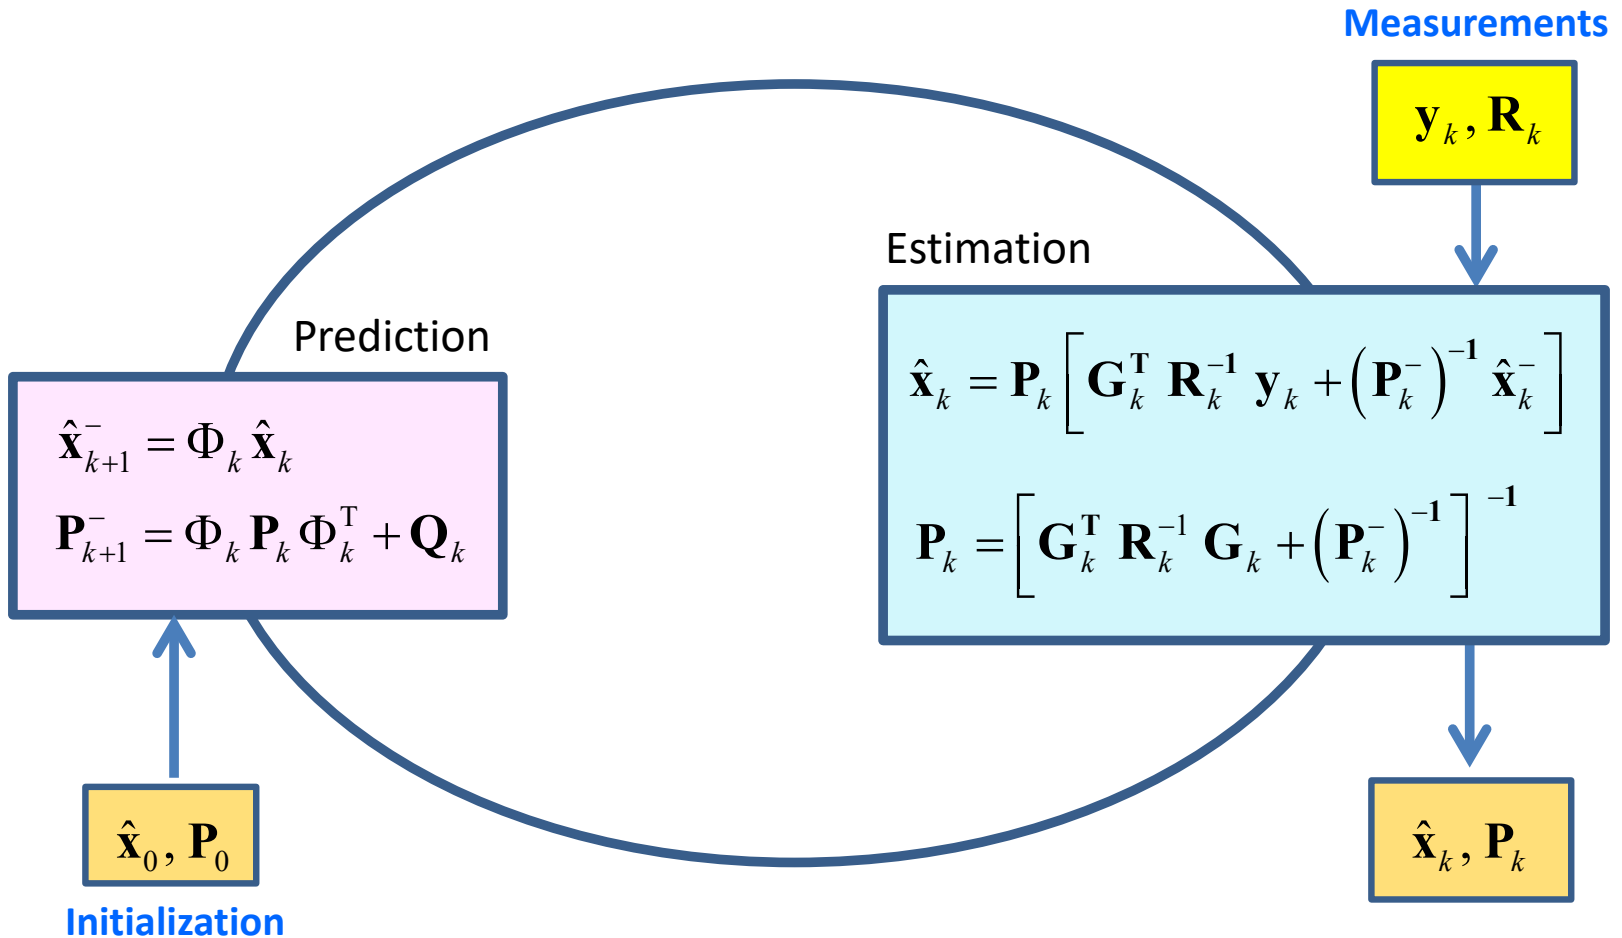 Measurements
y_k, R_k
Estimation
x̂_k = P_k [ G_k^T R_k^{-1} y_k + (P_k^-)^{-1} x̂_k^- ]
P_k = [ G_k^T R_k^{-1} G_k + (P_k^-)^{-1} ]^{-1}
Prediction
x̂_{k+1}^- = Φ_k x̂_k
P_{k+1}^- = Φ_k P_k Φ_k^T + Q_k
x̂_0, P_0
Initialization
x̂_k, P_k